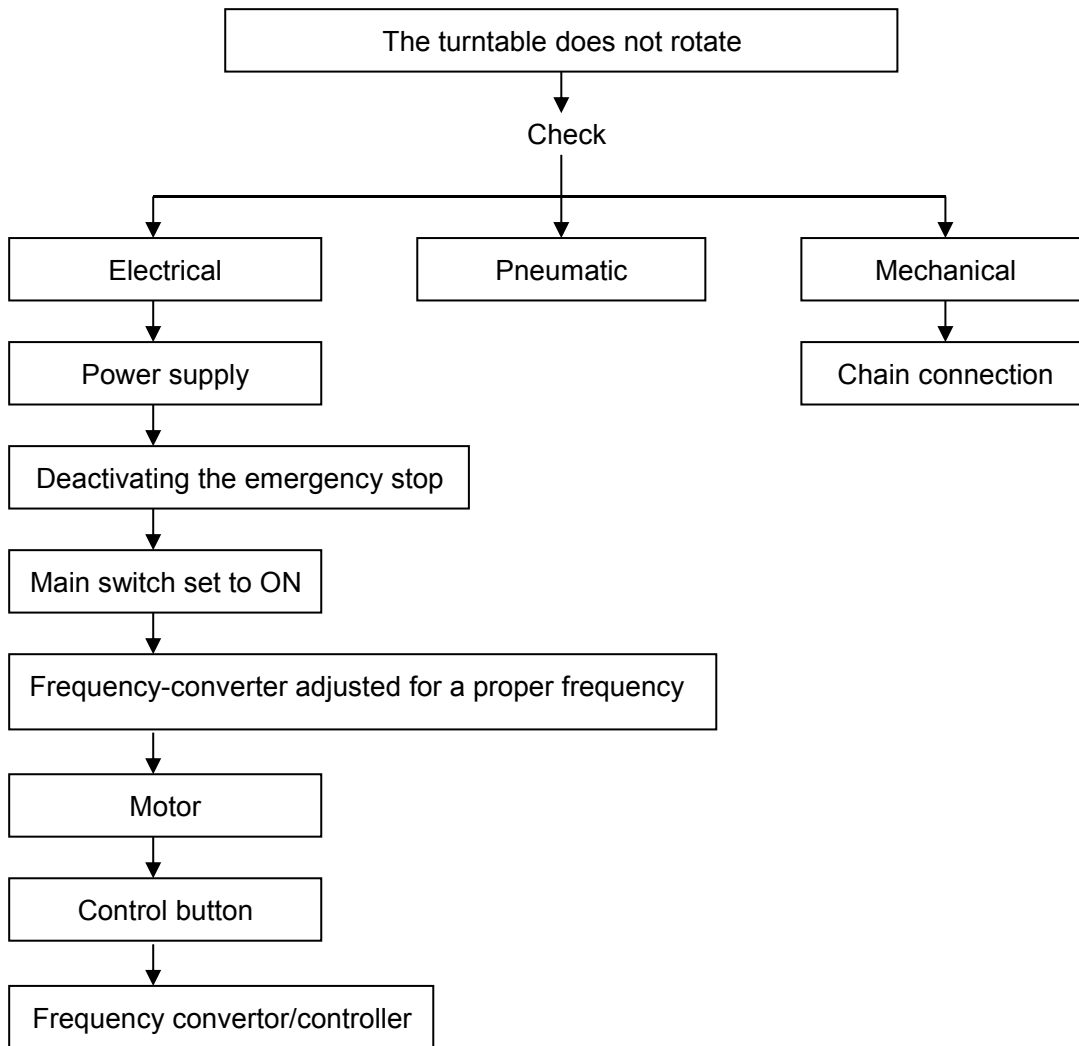 The turntable does not rotate
Check
Electrical
Pneumatic
Mechanical
Power supply
Chain connection
Deactivating the emergency stop
Main switch set to ON
Frequency-converter adjusted for a proper frequency
Motor
Control button
Frequency convertor/controller